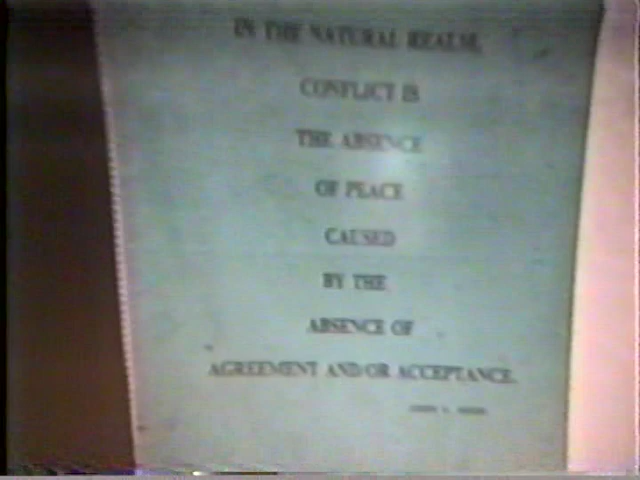 IN THE NATURAL REALM,
CONFLICT IS
THE ABSENCE
OF PEACE
CAUSED
BY THE
ABSENCE OF
AGREEMENT AND/OR ACCEPTANCE.